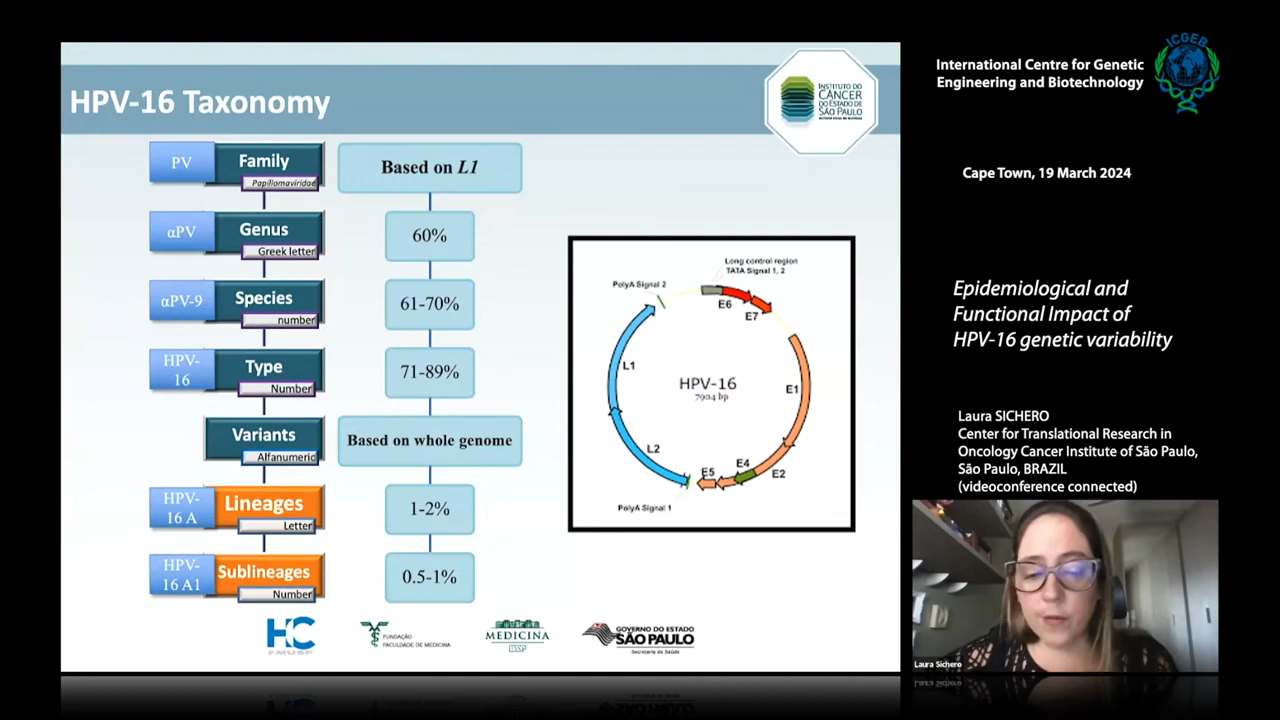 HPV-16 Taxonomy
INSTITUTO DO
CÂNCER
DO ESTADO DE
SÃO PAULO
PV
Family
Papillomaviridae
Based on L1
αPV
Genus
Greek letter
60%
αPV-9
Species
number
61-70%
HPV-
16
Type
Number
71-89%
Variants
Alfanumeric
Based on whole genome
HPV-
16 A
Lineages
Letter
1-2%
HPV-
16 A1
Sublineages
Number
0.5-1%
Long control region
TATA Signal 1, 2
PolyA Signal 2
E6
E7
L1
HPV-16
7904 bp
E1
L2
E5
E4
E2
PolyA Signal 1
HC
FMUSP
FUNDAÇÃO
FACULDADE DE MEDICINA
MEDICINA
USP
GOVERNO DO ESTADO
SÃO PAULO
Secretaria da Saúde
International Centre for Genetic
Engineering and Biotechnology
ICGEB
Cape Town, 19 March 2024
Epidemiological and
Functional Impact of
HPV-16 genetic variability
Laura SICHERO
Center for Translational Research in
Oncology Cancer Institute of São Paulo,
São Paulo, BRAZIL
(videoconference connected)
Laura Sichero